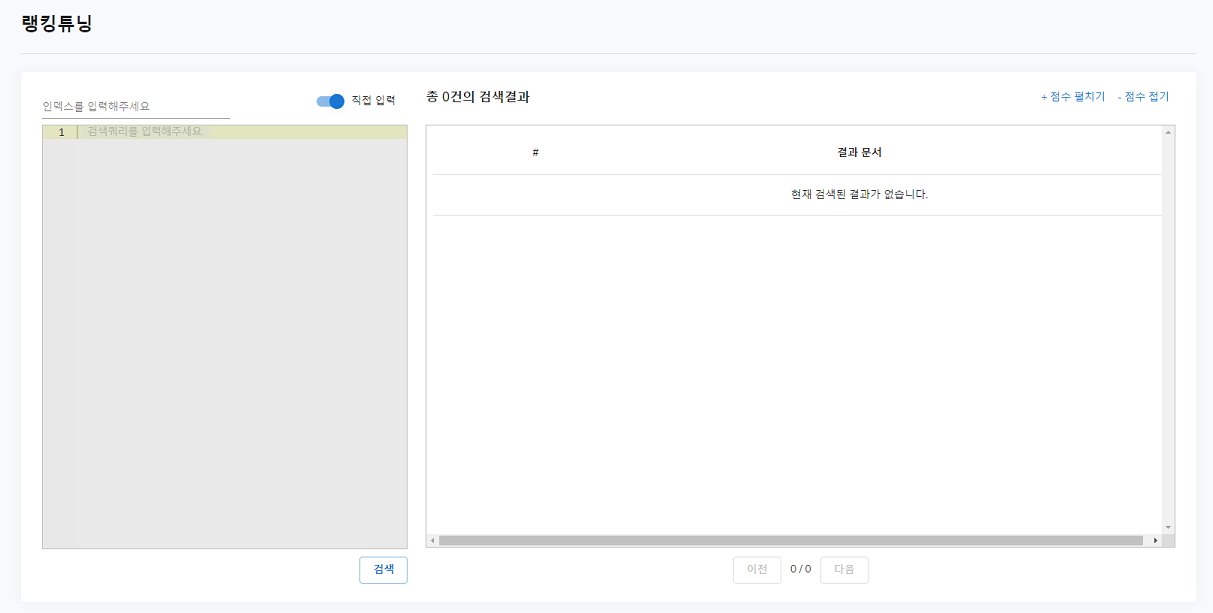 랭킹튜닝
인덱스를 입력해주세요
직접 입력
1 검색쿼리를 입력해주세요.
검색
총 0건의 검색결과
+ 점수 펼치기 - 점수 접기
# 결과 문서
현재 검색된 결과가 없습니다.
이전 0 / 0 다음